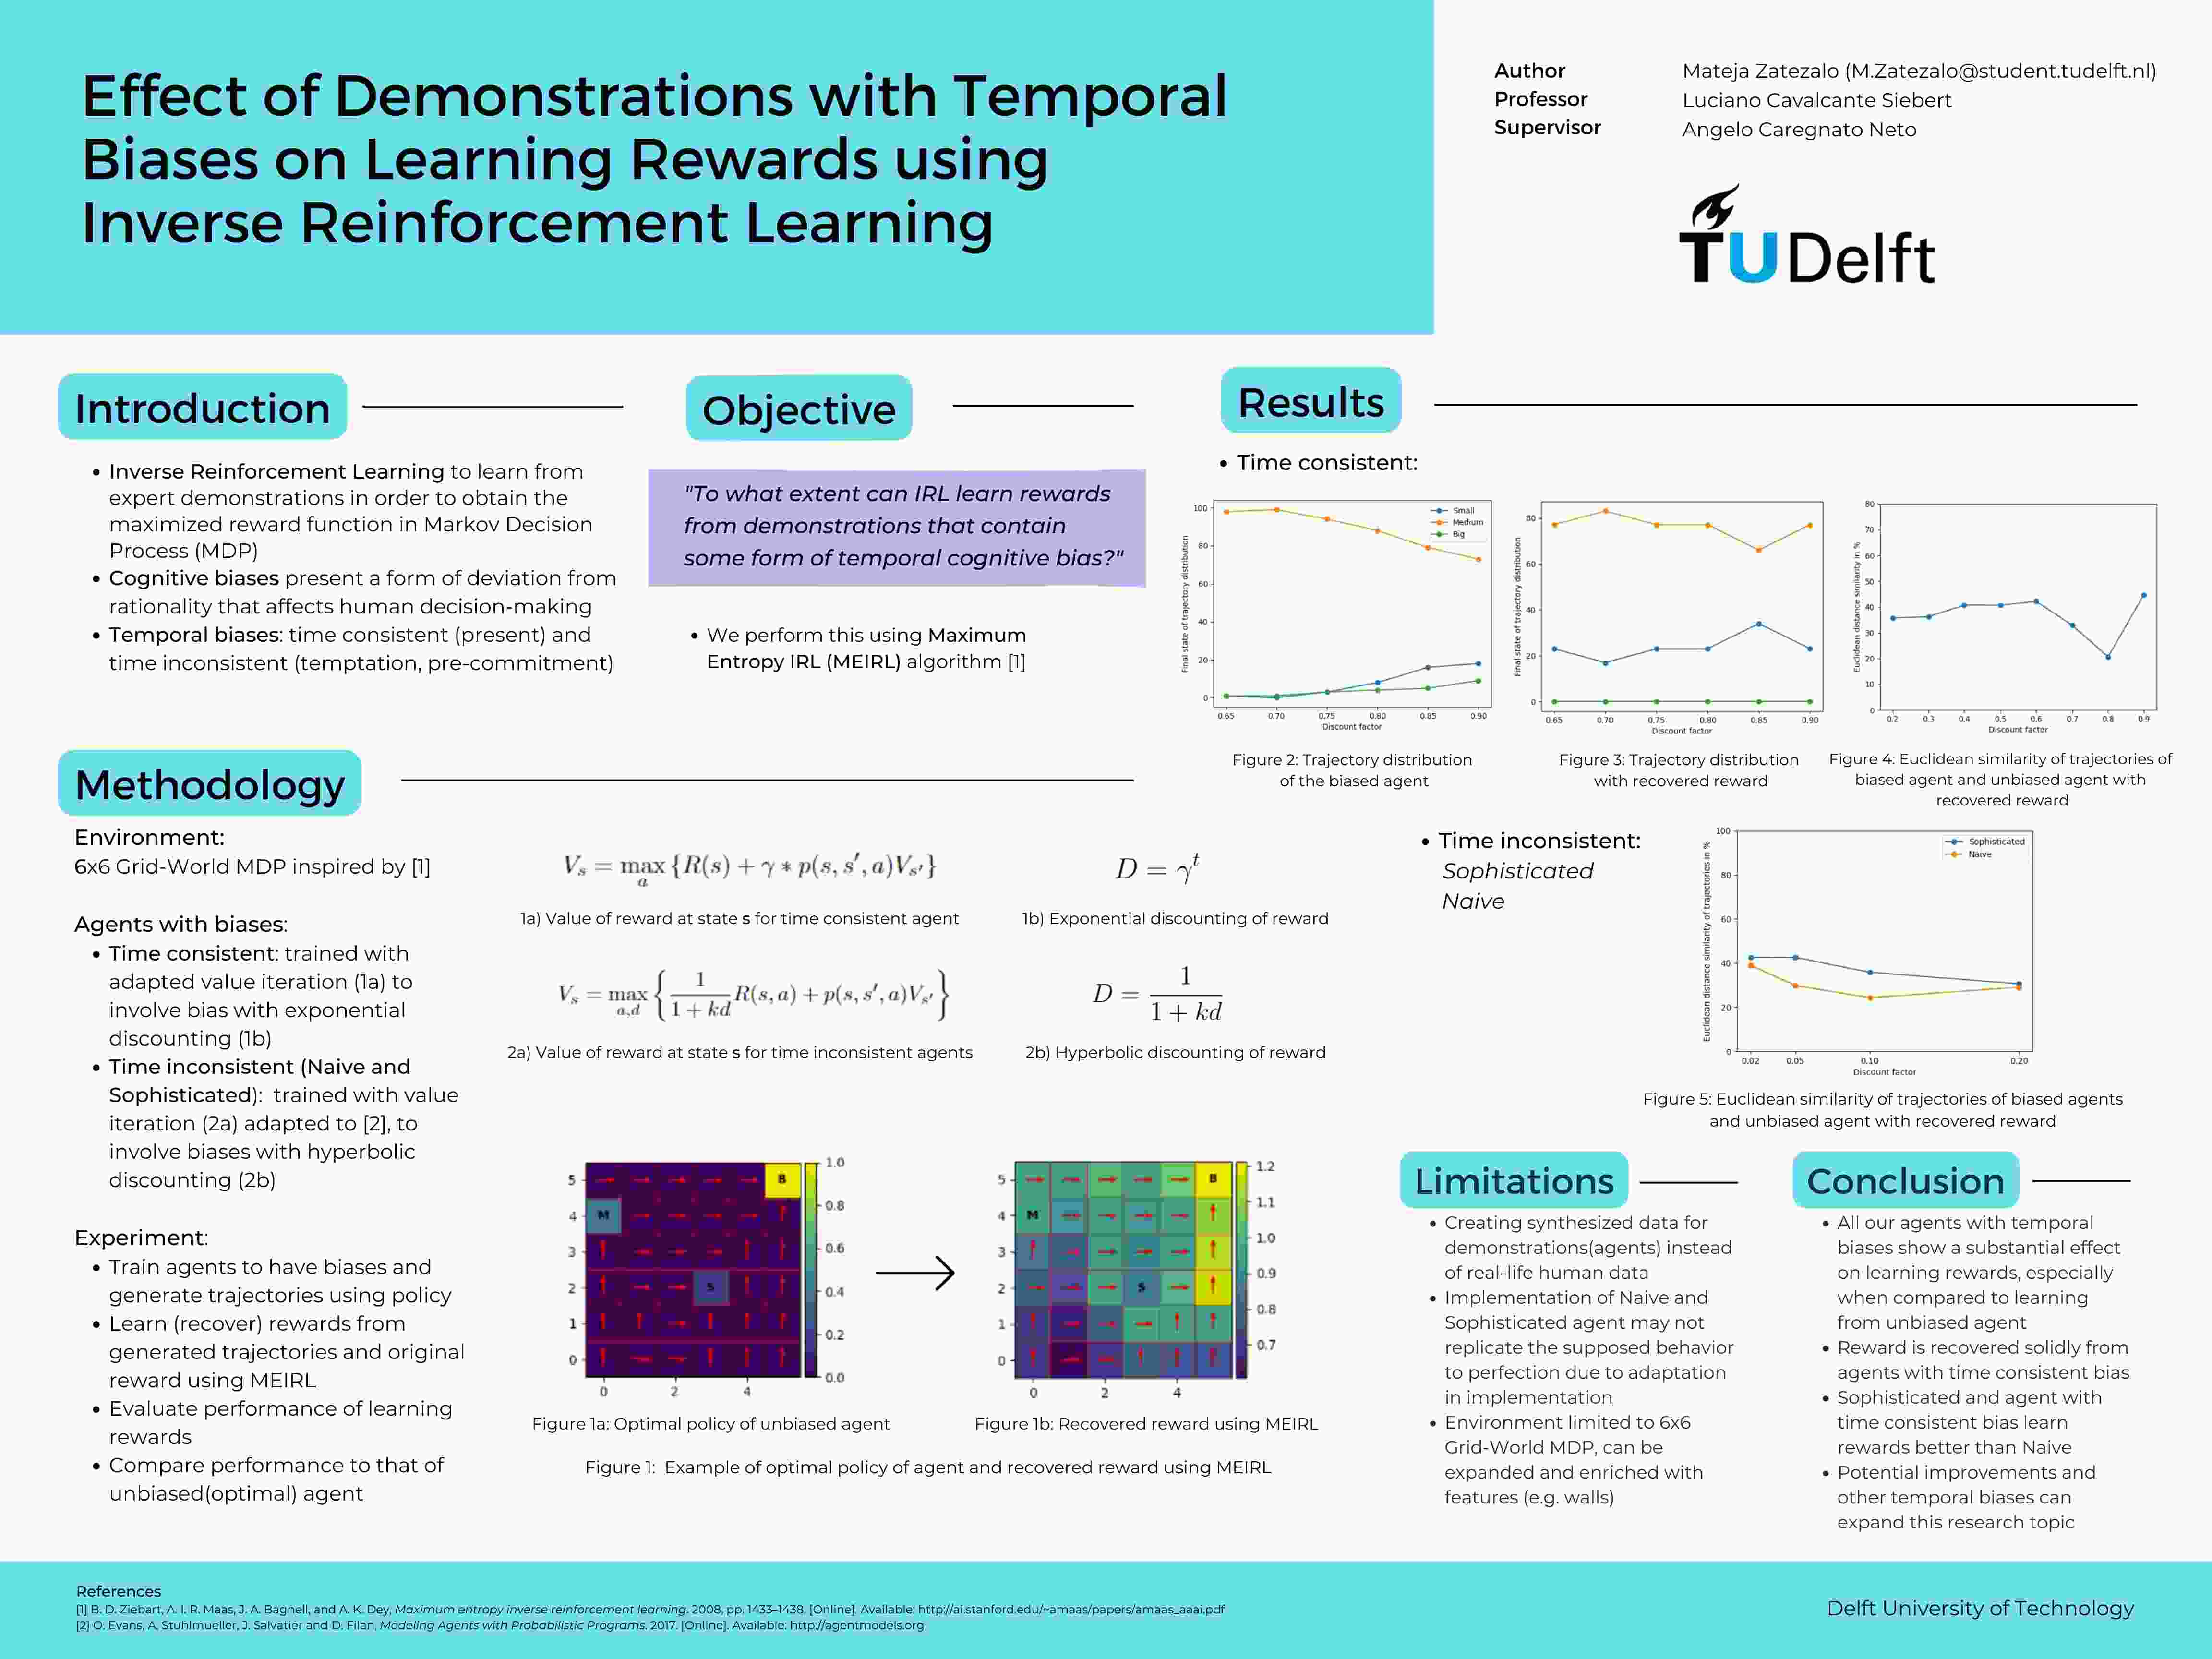 Effect of Demonstrations with Temporal
Biases on Learning Rewards using
Inverse Reinforcement Learning
Author Mateja Zatezalo (M.Zatezalo@student.tudelft.nl)
Professor Luciano Cavalcante Siebert
Supervisor Angelo Caregnato Neto
TU Delft
Introduction
• Inverse Reinforcement Learning to learn from
expert demonstrations in order to obtain the
maximized reward function in Markov Decision
Process (MDP)
• Cognitive biases present a form of deviation from
rationality that affects human decision-making
• Temporal biases: time consistent (present) and
time inconsistent (temptation, pre-commitment)
Objective
"To what extent can IRL learn rewards
from demonstrations that contain
some form of temporal cognitive bias?"
• We perform this using Maximum
Entropy IRL (MEIRL) algorithm [1]
Methodology
Environment:
6x6 Grid-World MDP inspired by [1]
Agents with biases:
• Time consistent: trained with
adapted value iteration (1a) to
involve bias with exponential
discounting (1b)
• Time inconsistent (Naive and
Sophisticated): trained with value
iteration (2a) adapted to [2], to
involve biases with hyperbolic
discounting (2b)
Experiment:
• Train agents to have biases and
generate trajectories using policy
• Learn (recover) rewards from
generated trajectories and original
reward using MEIRL
• Evaluate performance of learning
rewards
• Compare performance to that of
unbiased(optimal) agent
V_s = max_a {R(s) + γ * p(s, s′, a)V_s′}
1a) Value of reward at state s for time consistent agent
D = γ^t
1b) Exponential discounting of reward
V_s = max_{a,d} { 1/(1 + kd) R(s, a) + p(s, s′, a)V_s′ }
2a) Value of reward at state s for time inconsistent agents
D = 1/(1 + kd)
2b) Hyperbolic discounting of reward
5 4 3 2 1 0
B
M
S
0 2 4
1.0 0.8 0.6 0.4 0.2 0.0
Figure 1a: Optimal policy of unbiased agent
5 4 3 2 1 0
B
M
S
0 2 4
1.2 1.1 1.0 0.9 0.8 0.7
Figure 1b: Recovered reward using MEIRL
Figure 1: Example of optimal policy of agent and recovered reward using MEIRL
Results
• Time consistent:
Final state of trajectory distribution
100 80 60 40 20 0
Small
Medium
Big
0.65 0.70 0.75 0.80 0.85 0.90
Discount factor
Figure 2: Trajectory distribution
of the biased agent
Final state of trajectory distribution
80 60 40 20 0
0.65 0.70 0.75 0.80 0.85 0.90
Discount factor
Figure 3: Trajectory distribution
with recovered reward
Euclidean distance similarity in %
80 70 60 50 40 30 20 10 0
0.2 0.3 0.4 0.5 0.6 0.7 0.8 0.9
Discount factor
Figure 4: Euclidean similarity of trajectories of
biased agent and unbiased agent with
recovered reward
• Time inconsistent:
Sophisticated
Naive
Euclidean distance similarity of trajectories in %
100 80 60 40 20 0
Sophisticated
Naive
0.02 0.05 0.10 0.20
Discount factor
Figure 5: Euclidean similarity of trajectories of biased agents
and unbiased agent with recovered reward
Limitations
• Creating synthesized data for
demonstrations(agents) instead
of real-life human data
• Implementation of Naive and
Sophisticated agent may not
replicate the supposed behavior
to perfection due to adaptation
in implementation
• Environment limited to 6x6
Grid-World MDP, can be
expanded and enriched with
features (e.g. walls)
Conclusion
• All our agents with temporal
biases show a substantial effect
on learning rewards, especially
when compared to learning
from unbiased agent
• Reward is recovered solidly from
agents with time consistent bias
• Sophisticated and agent with
time consistent bias learn
rewards better than Naive
• Potential improvements and
other temporal biases can
expand this research topic
References
[1] B. D. Ziebart, A. I. R. Maas, J. A. Bagnell, and A. K. Dey, Maximum entropy inverse reinforcement learning. 2008, pp. 1433–1438. [Online]. Available: http://ai.stanford.edu/~amaas/papers/amaas_aaai.pdf
[2] O. Evans, A. Stuhlmueller, J. Salvatier and D. Filan, Modeling Agents with Probabilistic Programs. 2017. [Online]. Available: http://agentmodels.org
Delft University of Technology